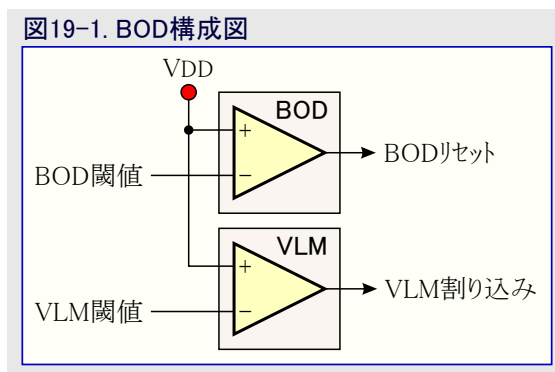 図19-1. BOD構成図
VDD
BOD
+
BOD閾値
−
BODリセット
VLM
+
VLM閾値
−
VLM割り込み